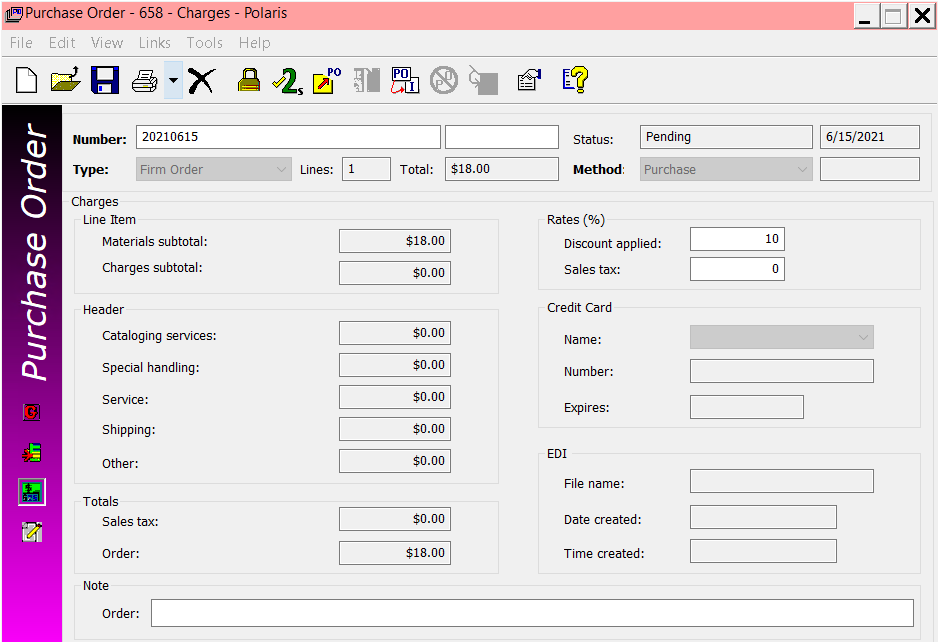 Purchase Order - 658 - Charges - Polaris
File Edit View Links Tools Help
2s PO PO I PO
Purchase Order
Number: 20210615 Status: Pending 6/15/2021
Type: Firm Order Lines: 1 Total: $18.00 Method: Purchase
Charges
Line Item
Materials subtotal: $18.00
Charges subtotal: $0.00
Header
Cataloging services: $0.00
Special handling: $0.00
Service: $0.00
Shipping: $0.00
Other: $0.00
Totals
Sales tax: $0.00
Order: $18.00
Rates (%)
Discount applied: 10
Sales tax: 0
Credit Card
Name:
Number:
Expires:
EDI
File name:
Date created:
Time created:
Note
Order: